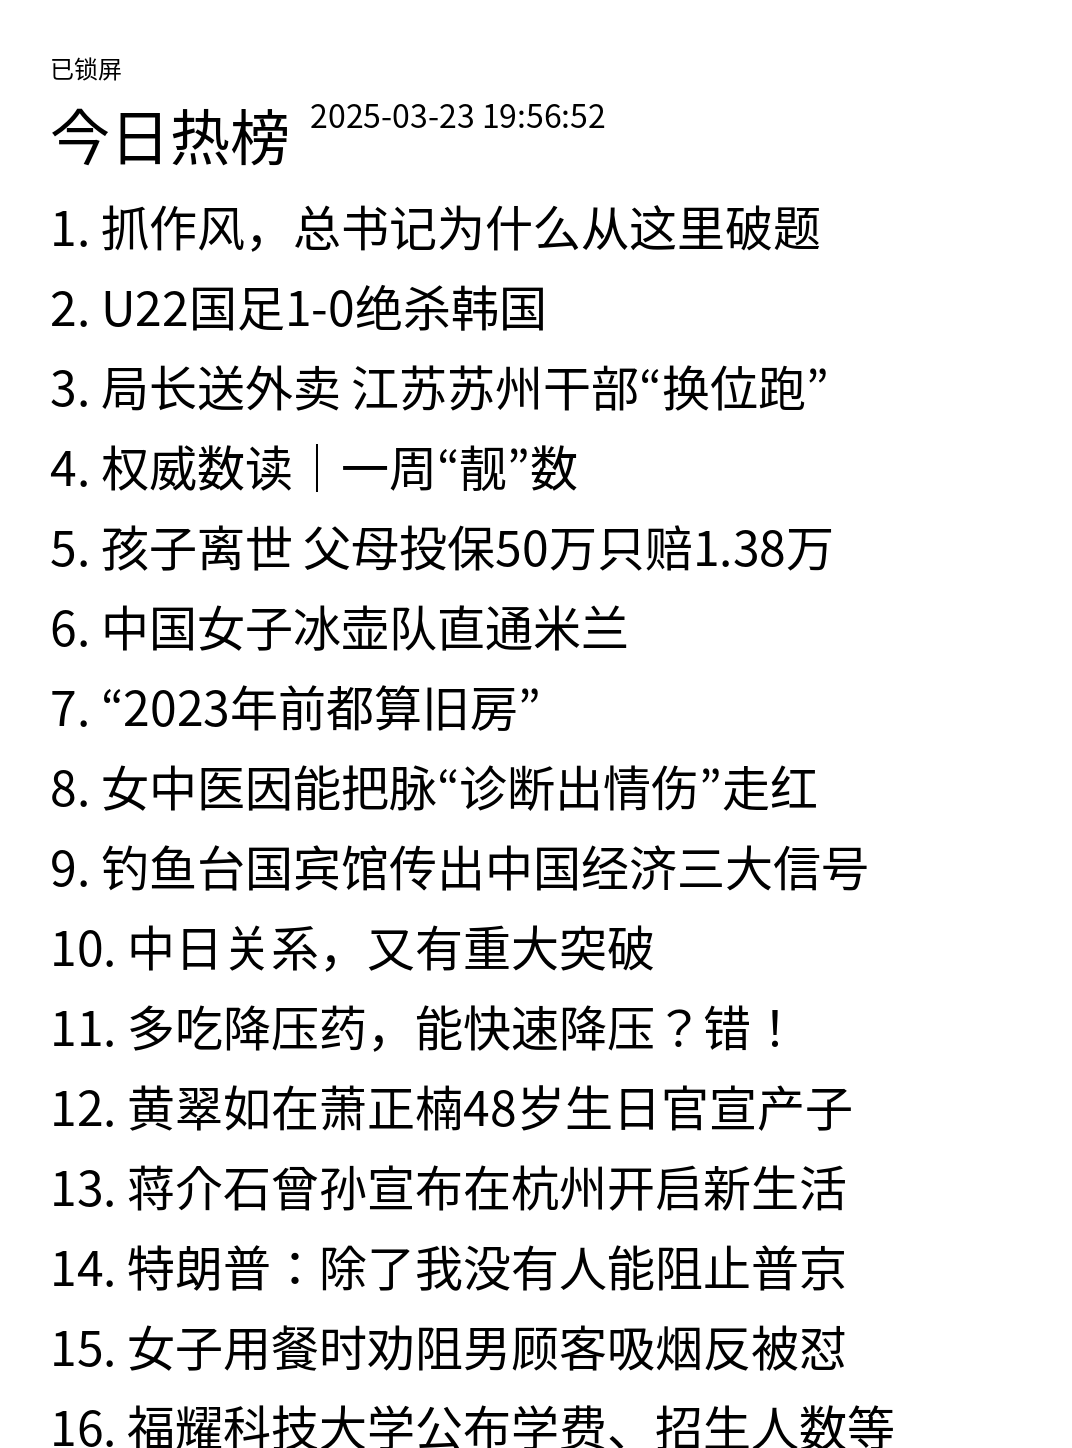 已锁屏
今日热榜 2025-03-23 19:56:52
1. 抓作风，总书记为什么从这里破题
2. U22国足1-0绝杀韩国
3. 局长送外卖 江苏苏州干部“换位跑”
4. 权威数读｜一周“靓”数
5. 孩子离世 父母投保50万只赔1.38万
6. 中国女子冰壶队直通米兰
7. “2023年前都算旧房”
8. 女中医因能把脉“诊断出情伤”走红
9. 钓鱼台国宾馆传出中国经济三大信号
10. 中日关系，又有重大突破
11. 多吃降压药，能快速降压？错！
12. 黄翠如在萧正楠48岁生日官宣产子
13. 蒋介石曾孙宣布在杭州开启新生活
14. 特朗普：除了我没有人能阻止普京
15. 女子用餐时劝阻男顾客吸烟反被怼
16. 福耀科技大学公布学费、招生人数等